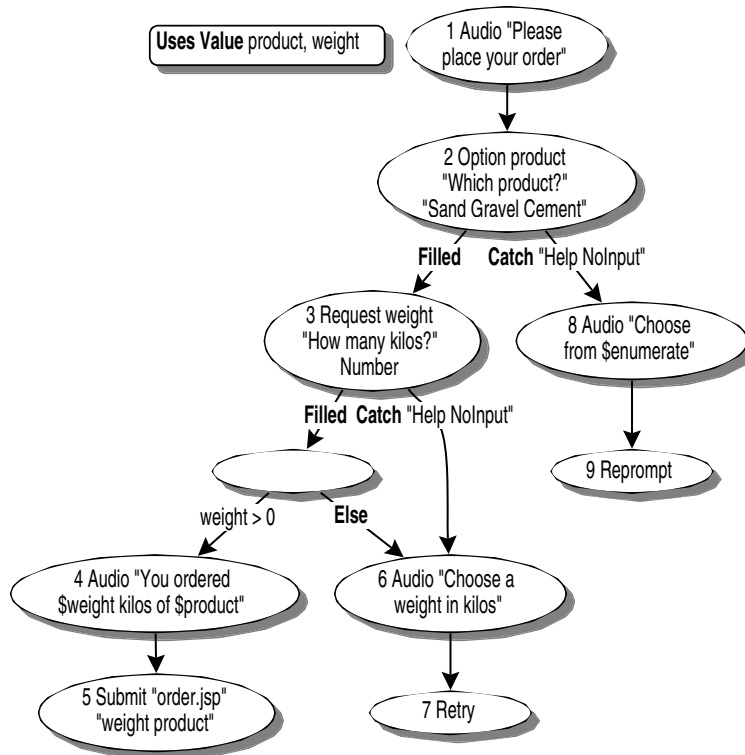 Uses Value product, weight
1 Audio "Please
place your order"
2 Option product
"Which product?"
"Sand Gravel Cement"
Filled Catch "Help NoInput"
3 Request weight
"How many kilos?"
Number
8 Audio "Choose
from $enumerate"
Filled Catch "Help NoInput"
9 Reprompt
weight > 0
Else
4 Audio "You ordered
$weight kilos of $product"
6 Audio "Choose a
weight in kilos"
5 Submit "order.jsp"
"weight product"
7 Retry